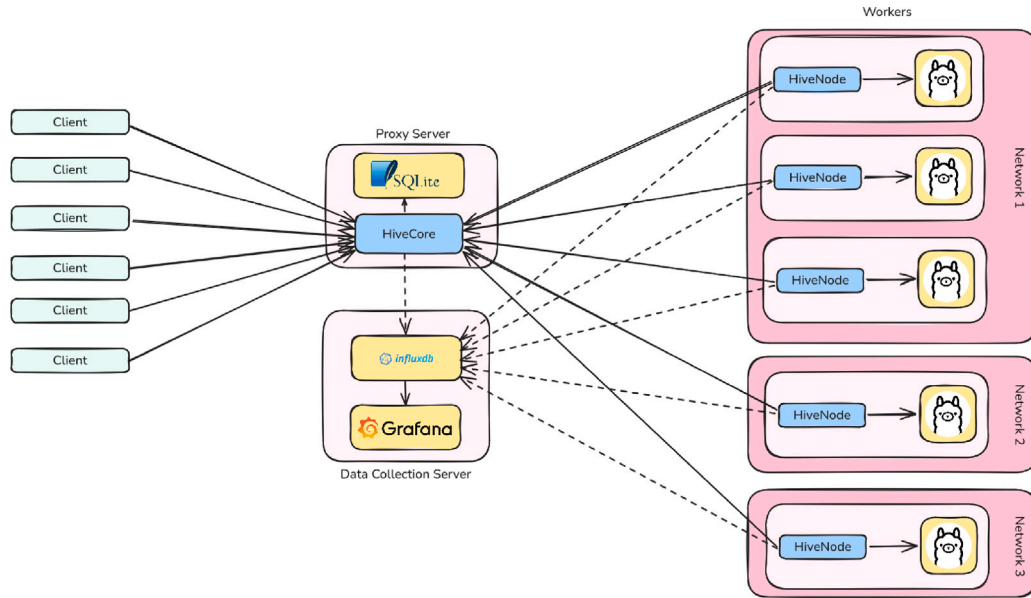 Workers
Client
Client
Client
Client
Client
Client
Proxy Server
SQLite
HiveCore
influxdb
Grafana
Data Collection Server
HiveNode
HiveNode
HiveNode
Network 1
HiveNode
Network 2
HiveNode
Network 3